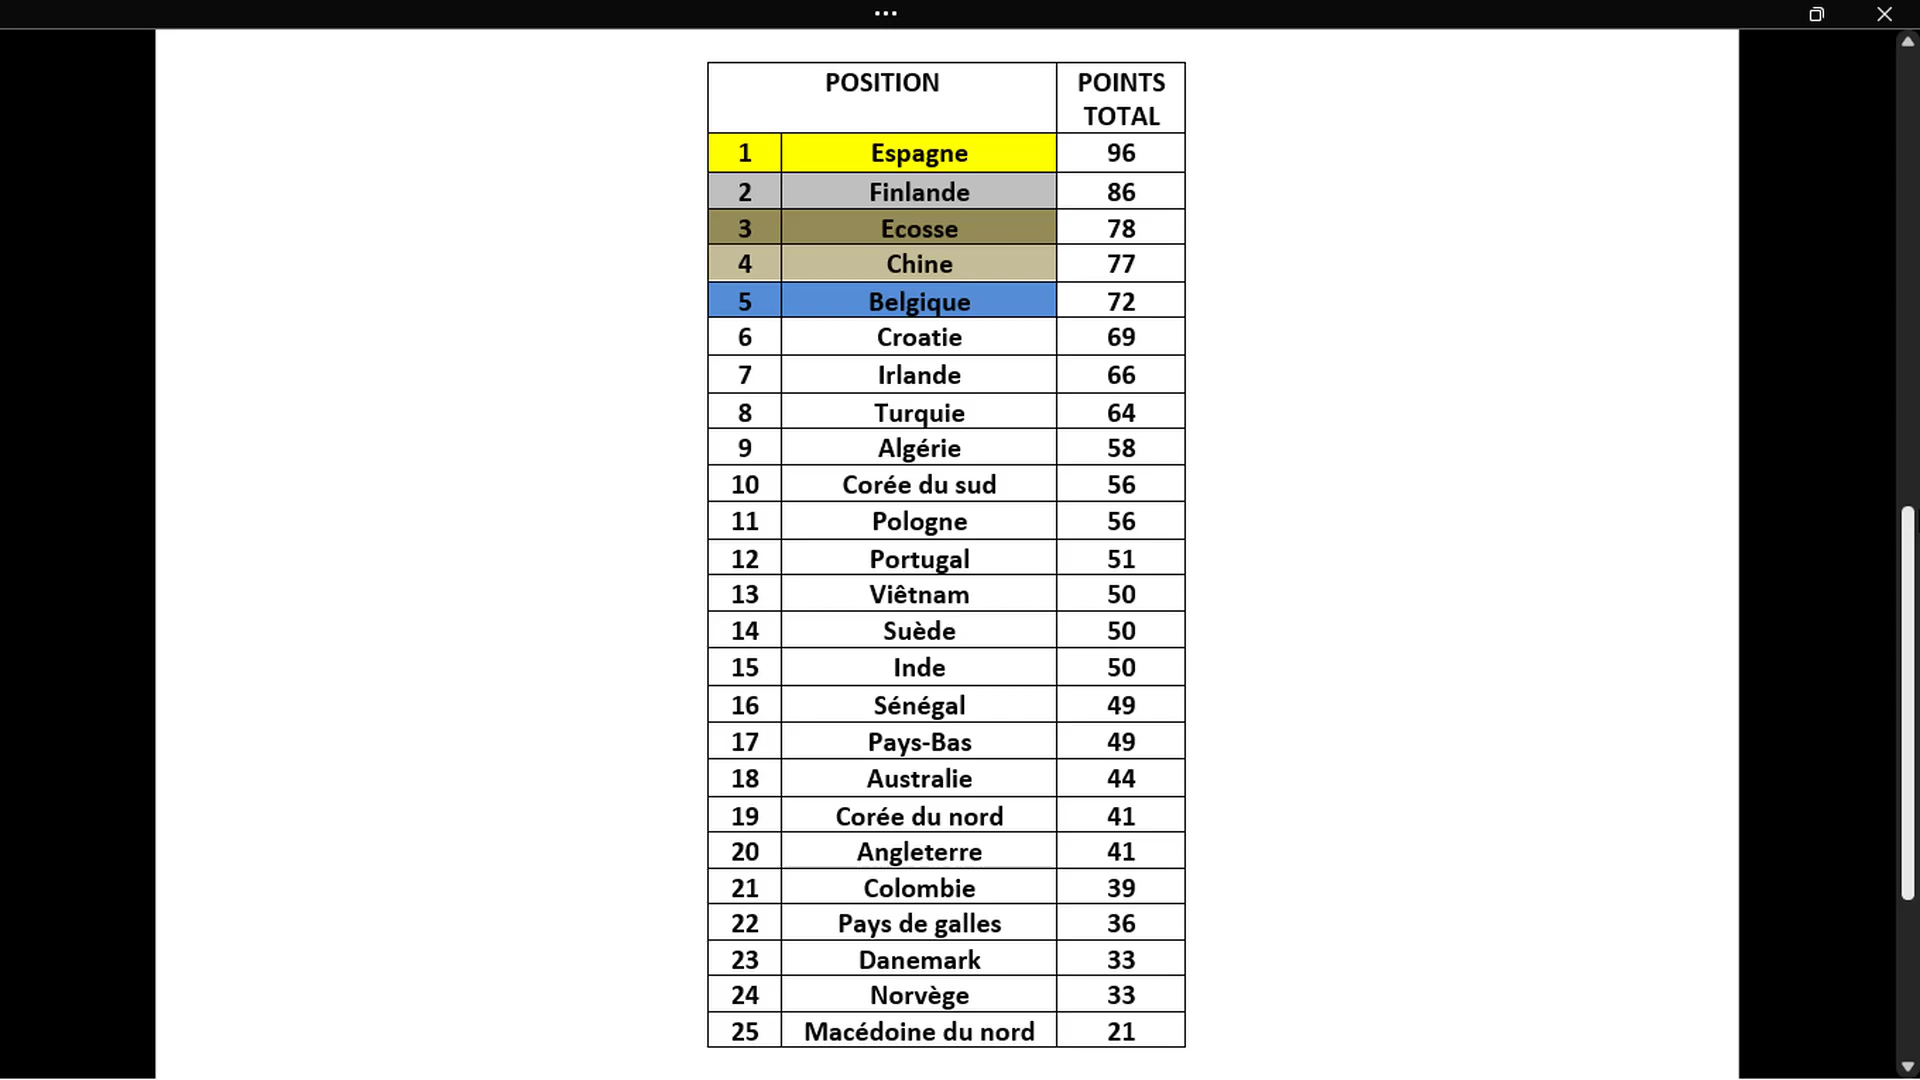 POSITION POINTS
TOTAL
1 Espagne 96
2 Finlande 86
3 Ecosse 78
4 Chine 77
5 Belgique 72
6 Croatie 69
7 Irlande 66
8 Turquie 64
9 Algérie 58
10 Corée du sud 56
11 Pologne 56
12 Portugal 51
13 Viêtnam 50
14 Suède 50
15 Inde 50
16 Sénégal 49
17 Pays-Bas 49
18 Australie 44
19 Corée du nord 41
20 Angleterre 41
21 Colombie 39
22 Pays de galles 36
23 Danemark 33
24 Norvège 33
25 Macédoine du nord 21